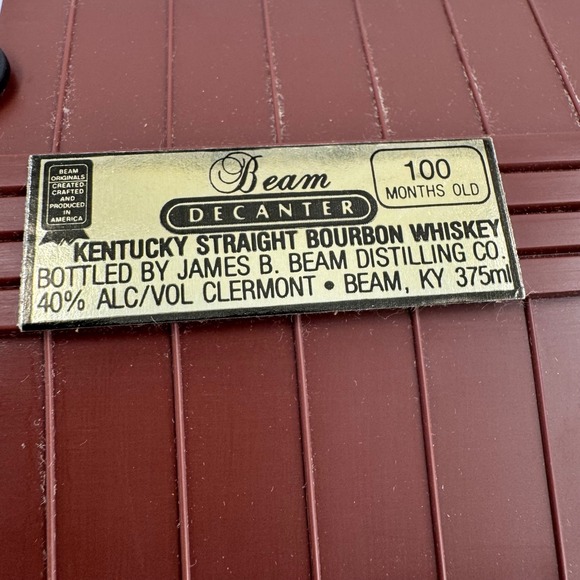 BEAM
ORIGINALS
CREATED
CRAFTED
AND
PRODUCED
IN
AMERICA
Beam
DECANTER
100
MONTHS OLD
KENTUCKY STRAIGHT BOURBON WHISKEY
BOTTLED BY JAMES B. BEAM DISTILLING CO.
40% ALC/VOL CLERMONT • BEAM, KY 375ml